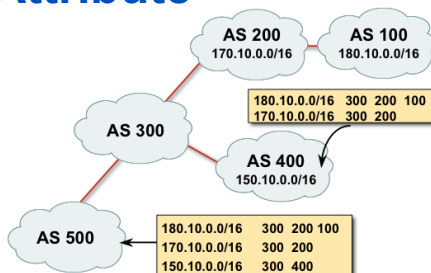 Attribute
AS 200
170.10.0.0/16
AS 100
180.10.0.0/16
180.10.0.0/16 300 200 100
170.10.0.0/16 300 200
AS 300
AS 400
150.10.0.0/16
AS 500
180.10.0.0/16 300 200 100
170.10.0.0/16 300 200
150.10.0.0/16 300 400